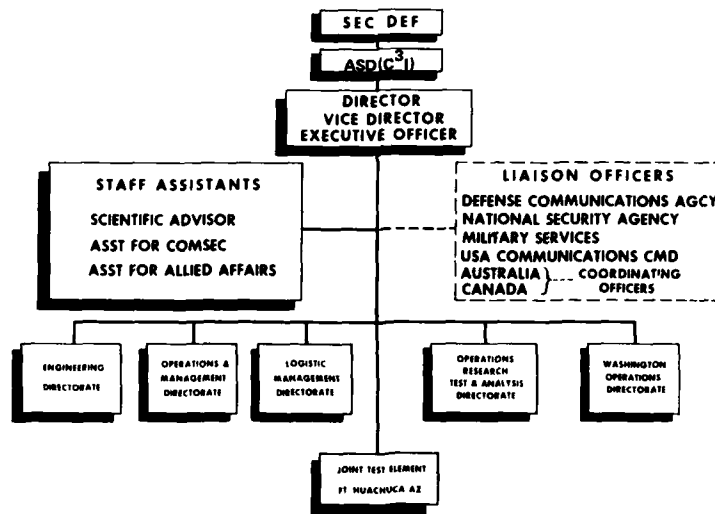 SEC DEF
ASD(C³I)
DIRECTOR
VICE DIRECTOR
EXECUTIVE OFFICER
STAFF ASSISTANTS
SCIENTIFIC ADVISOR
ASST FOR COMSEC
ASST FOR ALLIED AFFAIRS
LIAISON OFFICERS
DEFENSE COMMUNICATIONS AGCY
NATIONAL SECURITY AGENCY
MILITARY SERVICES
USA COMMUNICATIONS CMD
AUSTRALIA
CANADA
COORDINATING
OFFICERS
ENGINEERING
DIRECTORATE
OPERATIONS &
MANAGEMENT
DIRECTORATE
LOGISTIC
MANAGEMENT
DIRECTORATE
OPERATIONS
RESEARCH
TEST & ANALYSIS
DIRECTORATE
WASHINGTON
OPERATIONS
DIRECTORATE
JOINT TEST ELEMENT
FT HUACHUCA AZ